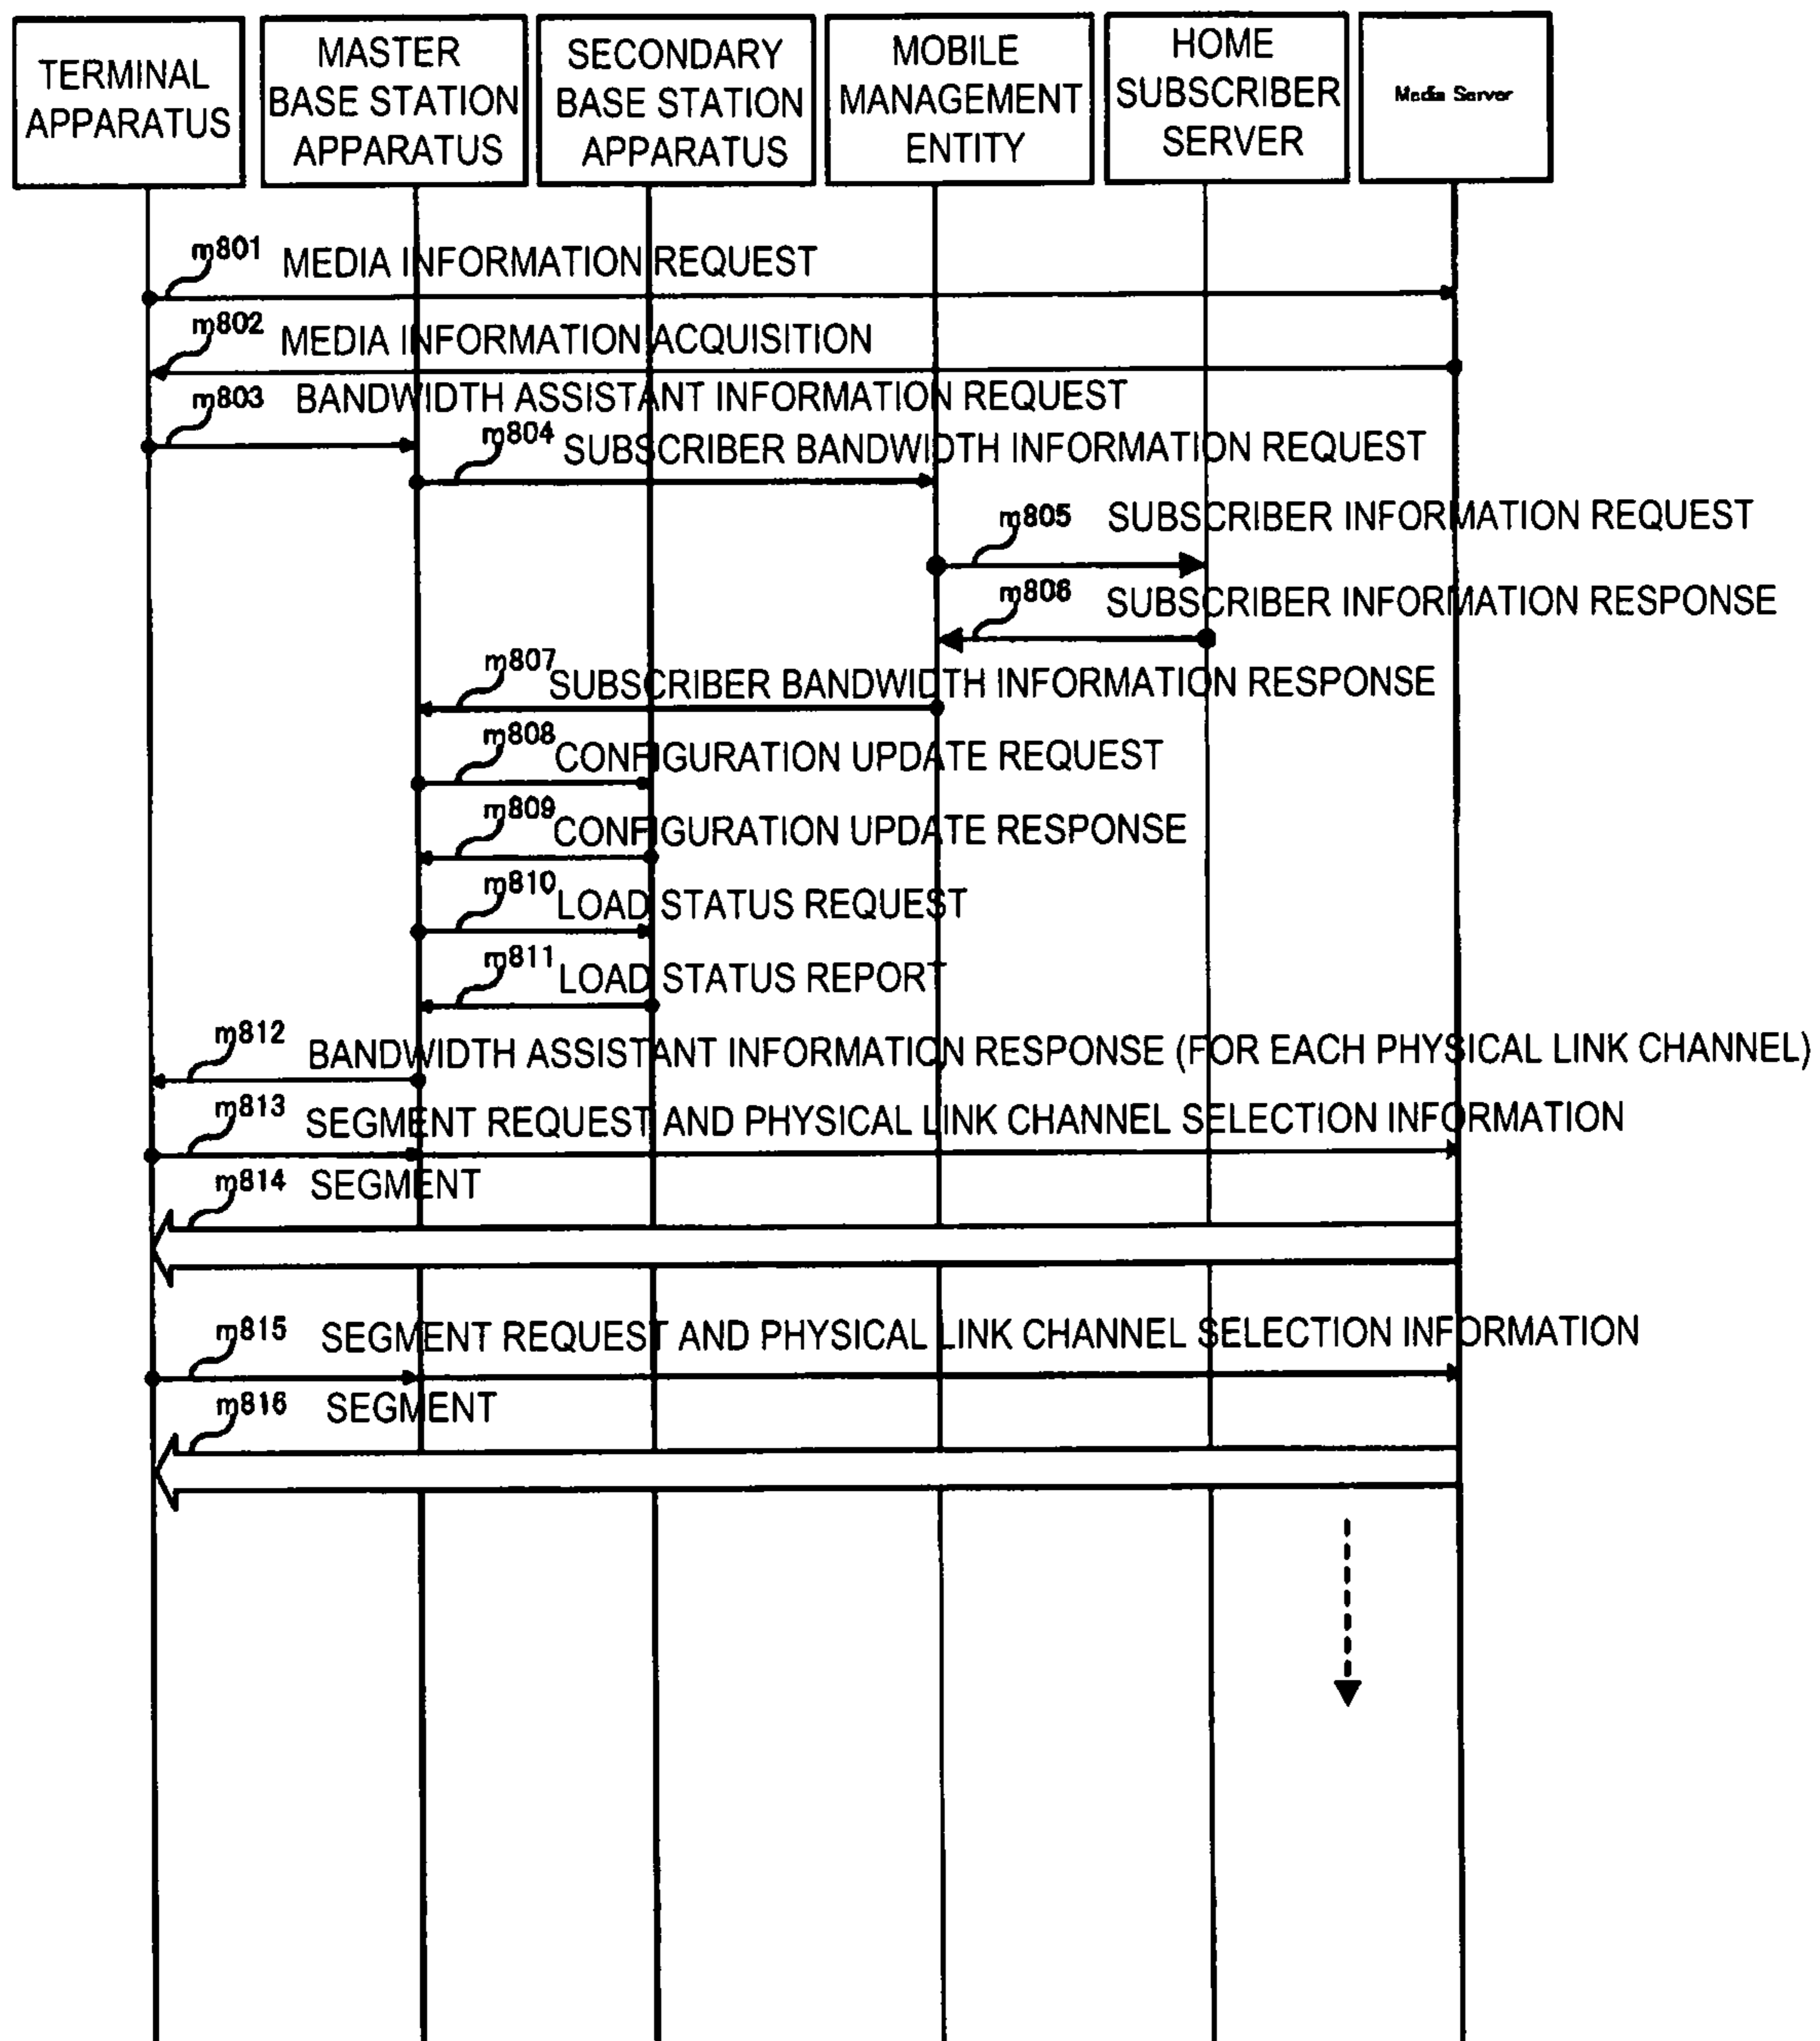 TERMINAL
APPARATUS
MASTER
BASE STATION
APPARATUS
SECONDARY
BASE STATION
APPARATUS
MOBILE
MANAGEMENT
ENTITY
HOME
SUBSCRIBER
SERVER
Media Server
m801 MEDIA INFORMATION REQUEST
m802 MEDIA INFORMATION ACQUISITION
m803 BANDWIDTH ASSISTANT INFORMATION REQUEST
m804 SUBSCRIBER BANDWIDTH INFORMATION REQUEST
m805 SUBSCRIBER INFORMATION REQUEST
m806 SUBSCRIBER INFORMATION RESPONSE
m807 SUBSCRIBER BANDWIDTH INFORMATION RESPONSE
m808 CONFIGURATION UPDATE REQUEST
m809 CONFIGURATION UPDATE RESPONSE
m810 LOAD STATUS REQUEST
m811 LOAD STATUS REPORT
m812 BANDWIDTH ASSISTANT INFORMATION RESPONSE (FOR EACH PHYSICAL LINK CHANNEL)
m813 SEGMENT REQUEST AND PHYSICAL LINK CHANNEL SELECTION INFORMATION
m814 SEGMENT
m815 SEGMENT REQUEST AND PHYSICAL LINK CHANNEL SELECTION INFORMATION
m816 SEGMENT